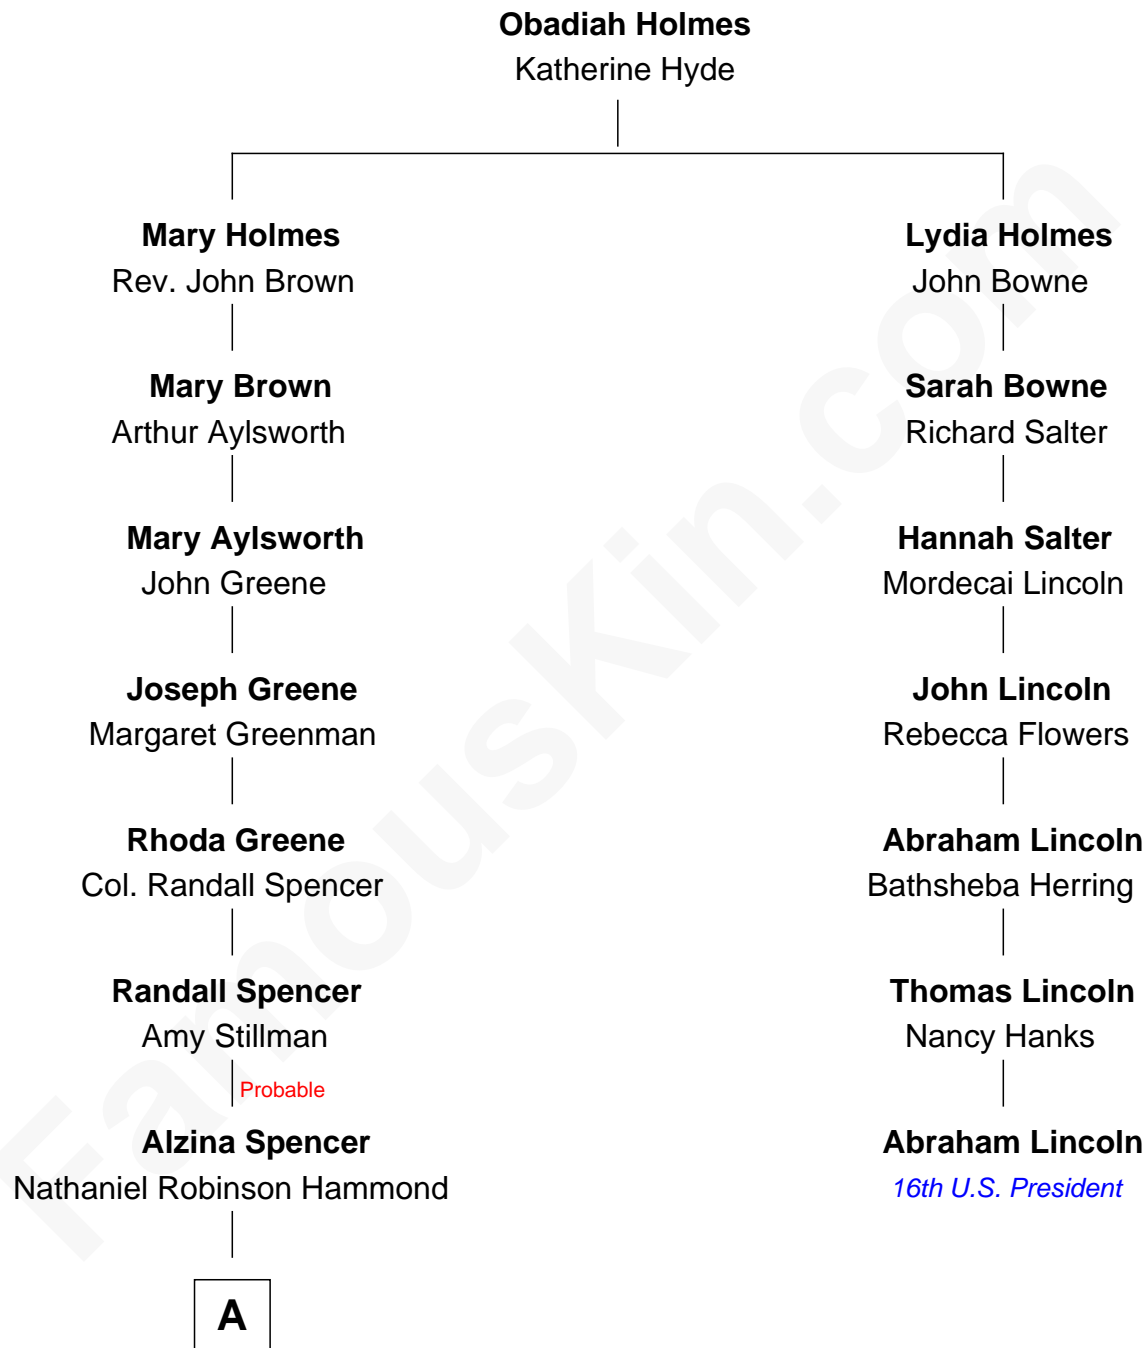 Obadiah Holmes
Katherine Hyde
Mary Holmes
Rev. John Brown
Lydia Holmes
John Bowne
Mary Brown
Arthur Aylsworth
Sarah Bowne
Richard Salter
Mary Aylsworth
John Greene
Hannah Salter
Mordecai Lincoln
Joseph Greene
Margaret Greenman
John Lincoln
Rebecca Flowers
Rhoda Greene
Col. Randall Spencer
Abraham Lincoln
Bathsheba Herring
Randall Spencer
Amy Stillman
Thomas Lincoln
Nancy Hanks
Probable
Alzina Spencer
Nathaniel Robinson Hammond
Abraham Lincoln
16th U.S. President
A
FamousKin.com